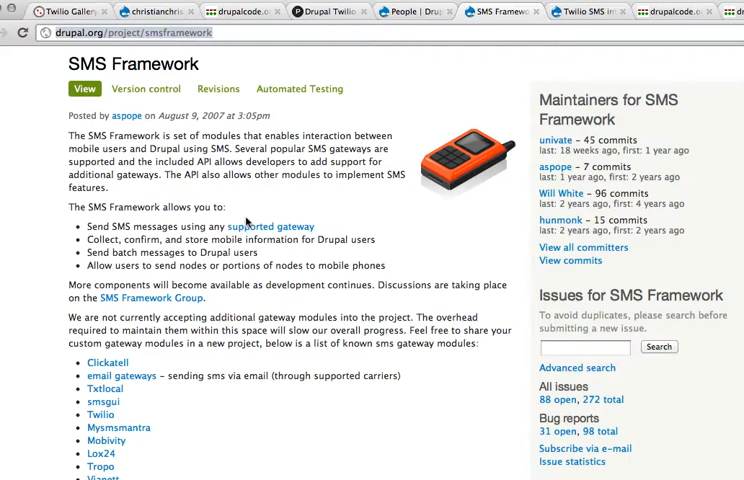 Twilio Gallery
christianchris
drupalcode.o
Drupal Twilio
People | Dru
SMS Framewo
Twilio SMS in
drupalcode.o
dr
drupal.org/project/smsframework
SMS Framework
View
Version control
Revisions
Automated Testing
Posted by aspope on August 9, 2007 at 3:05pm
The SMS Framework is set of modules that enables interaction between
mobile users and Drupal using SMS. Several popular SMS gateways are
supported and the included API allows developers to add support for
additional gateways. The API also allows other modules to implement SMS
features.
The SMS Framework allows you to:
• Send SMS messages using any supported gateway
• Collect, confirm, and store mobile information for Drupal users
• Send batch messages to Drupal users
• Allow users to send nodes or portions of nodes to mobile phones
More components will become available as development continues. Discussions are taking place
on the SMS Framework Group.
We are not currently accepting additional gateway modules into the project. The overhead
required to maintain them within this space will slow our overall progress. Feel free to share your
custom gateway modules in a new project, below is a list of known sms gateway modules:
• Clickatell
• email gateways - sending sms via email (through supported carriers)
• Txtlocal
• smsgui
• Twilio
• Mysmsmantra
• Mobivity
• Lox24
• Tropo
• Vianett
Maintainers for SMS
Framework
univate - 45 commits
last: 18 weeks ago, first: 1 year ago
aspope - 7 commits
last: 1 year ago, first: 2 years ago
Will White - 96 commits
last: 2 years ago, first: 4 years ago
hunmonk - 15 commits
last: 2 years ago, first: 2 years ago
View all committers
View commits
Issues for SMS Framework
To avoid duplicates, please search before
submitting a new issue.
Search
Advanced search
All issues
88 open, 272 total
Bug reports
31 open, 98 total
Subscribe via e-mail
Issue statistics